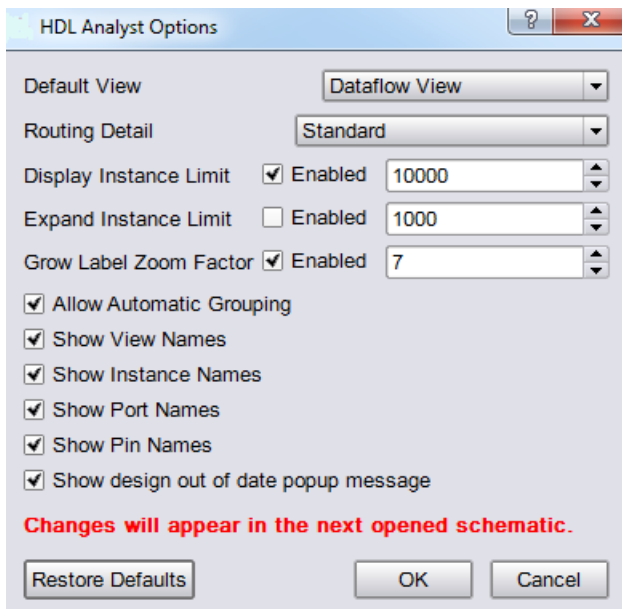 HDL Analyst Options
Default View Dataflow View
Routing Detail Standard
Display Instance Limit Enabled 10000
Expand Instance Limit Enabled 1000
Grow Label Zoom Factor Enabled 7
Allow Automatic Grouping
Show View Names
Show Instance Names
Show Port Names
Show Pin Names
Show design out of date popup message
Changes will appear in the next opened schematic.
Restore Defaults OK Cancel